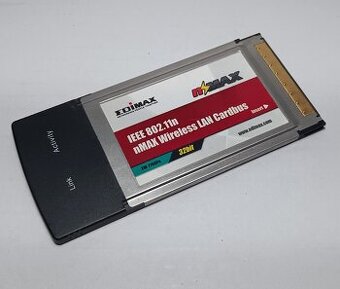 EDIMAX
nMAX
IEEE 802.11n
nMAX Wireless LAN Cardbus
Insert
32bit
www.edimax.com
Link
Activity